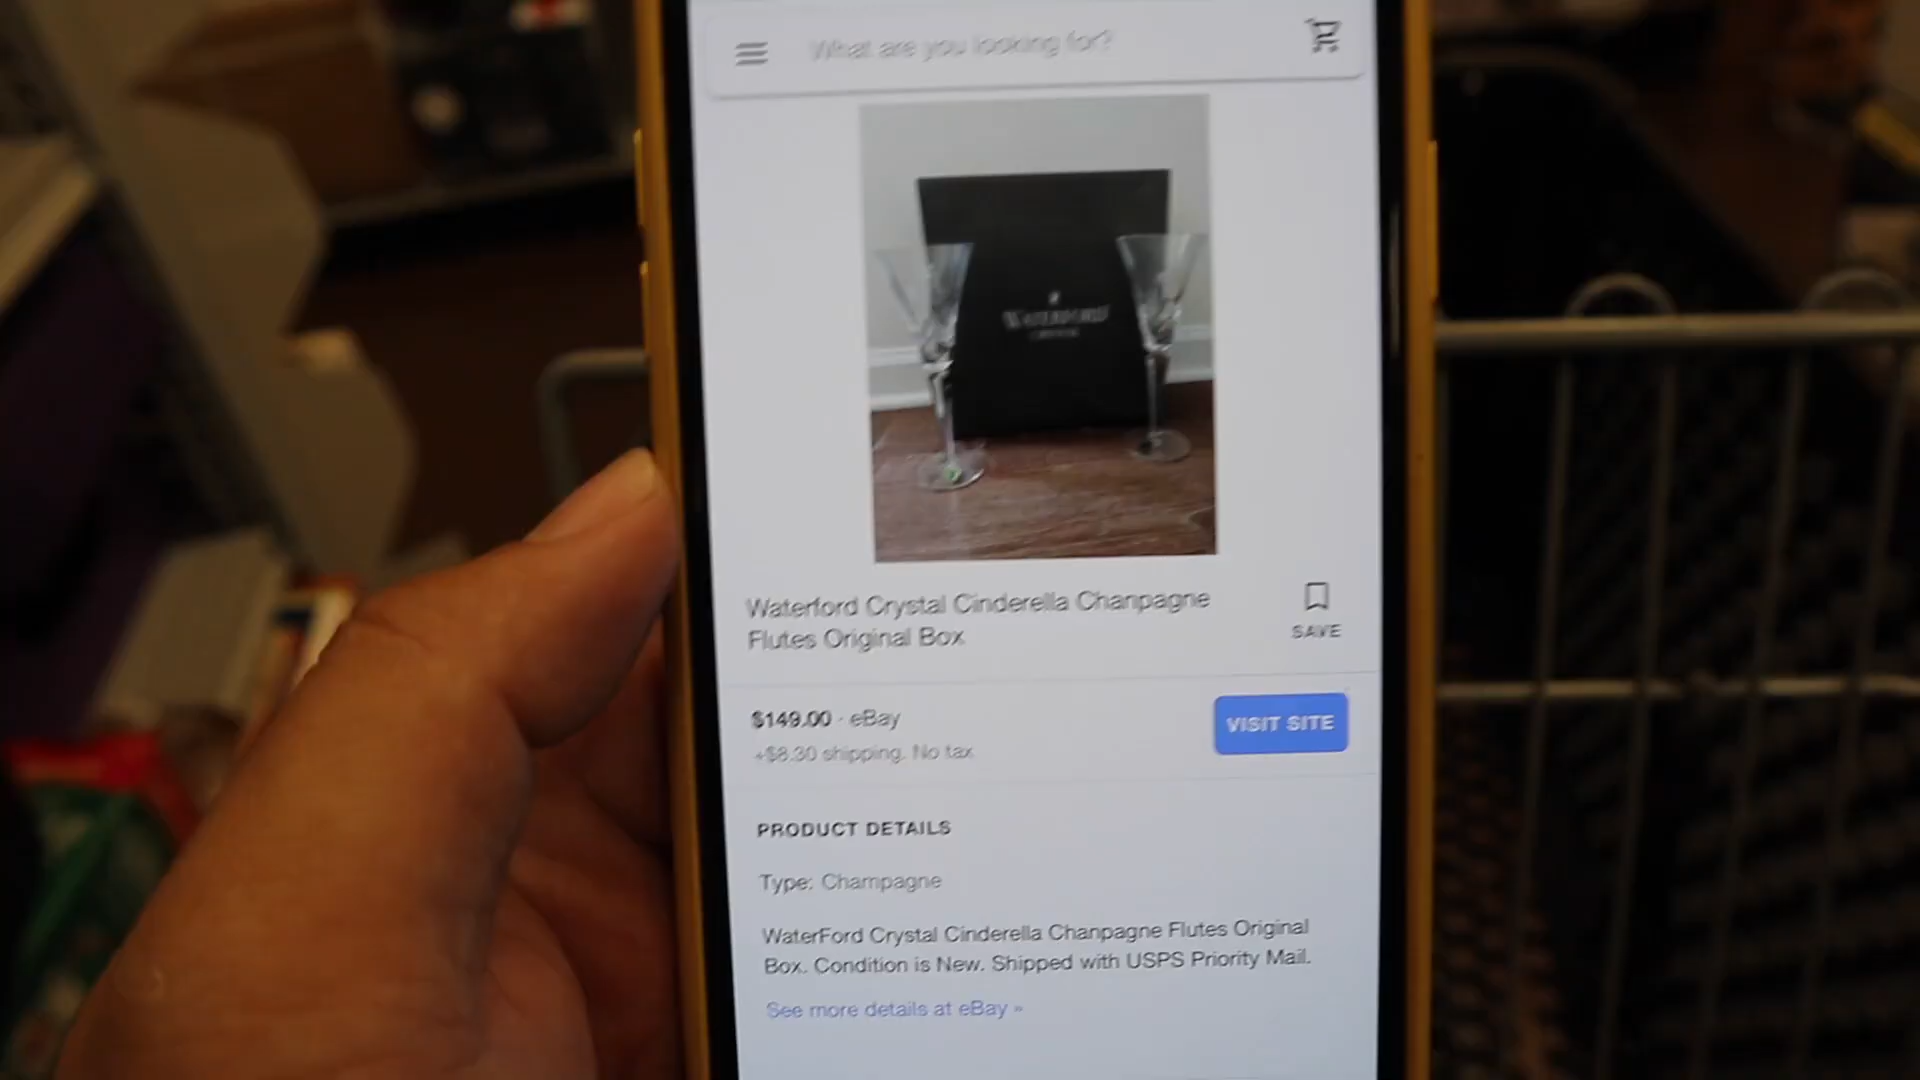 What are you looking for?
WATERFORD
Waterford Crystal Cinderella Chanpagne
Flutes Original Box
SAVE
$149.00 · eBay
+$8.30 shipping. No tax
VISIT SITE
PRODUCT DETAILS
Type: Champagne
WaterFord Crystal Cinderella Chanpagne Flutes Original
Box. Condition is New. Shipped with USPS Priority Mail.
See more details at eBay »